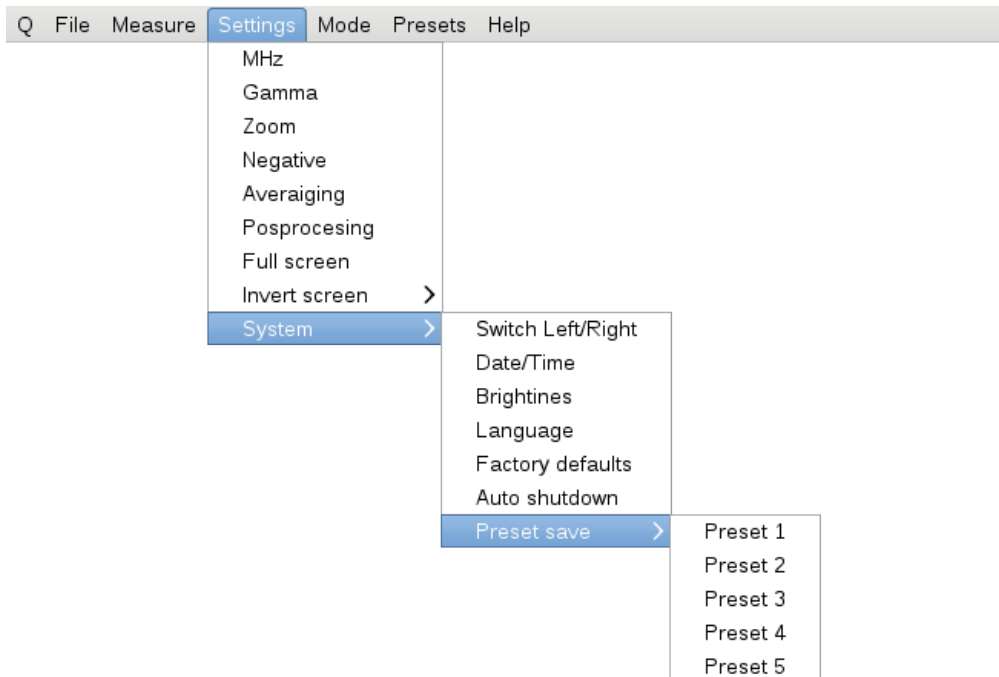 Q File Measure Settings Mode Presets Help
MHz
Gamma
Zoom
Negative
Averaiging
Posprocesing
Full screen
Invert screen
System
Switch Left/Right
Date/Time
Brightines
Language
Factory defaults
Auto shutdown
Preset save
Preset 1
Preset 2
Preset 3
Preset 4
Preset 5